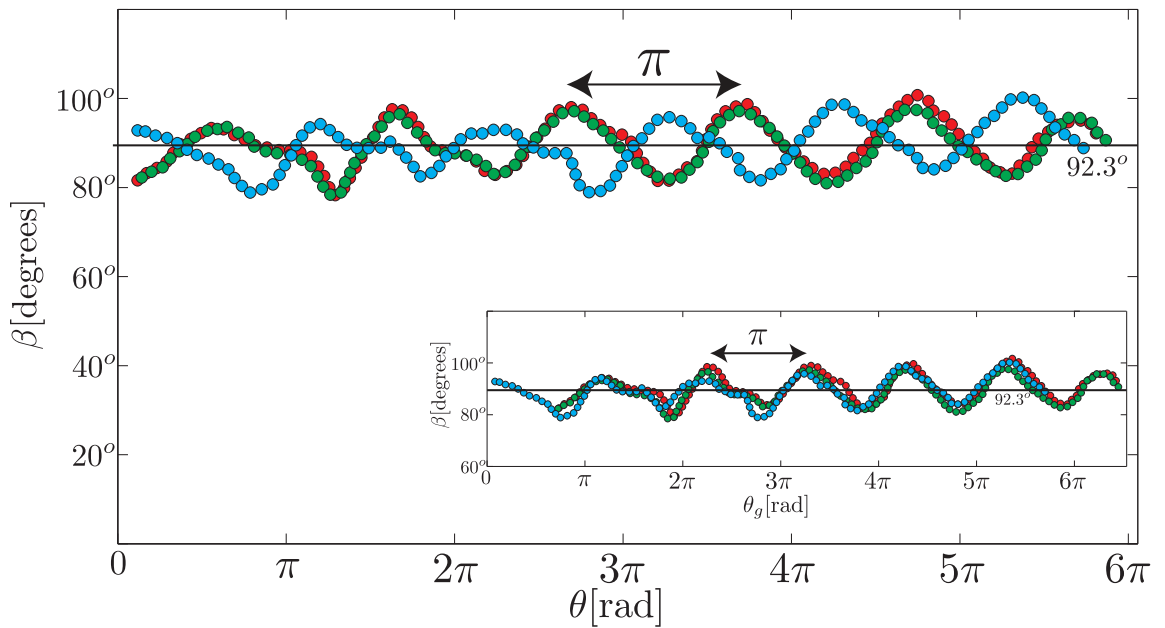 π
100°
80°
60°
40°
20°
β[degrees]
92.3°
0
π
2π
3π
4π
5π
6π
θ[rad]
π
100°
80°
60°
β[degrees]
92.3°
0
π
2π
3π
4π
5π
6π
θ_g[rad]